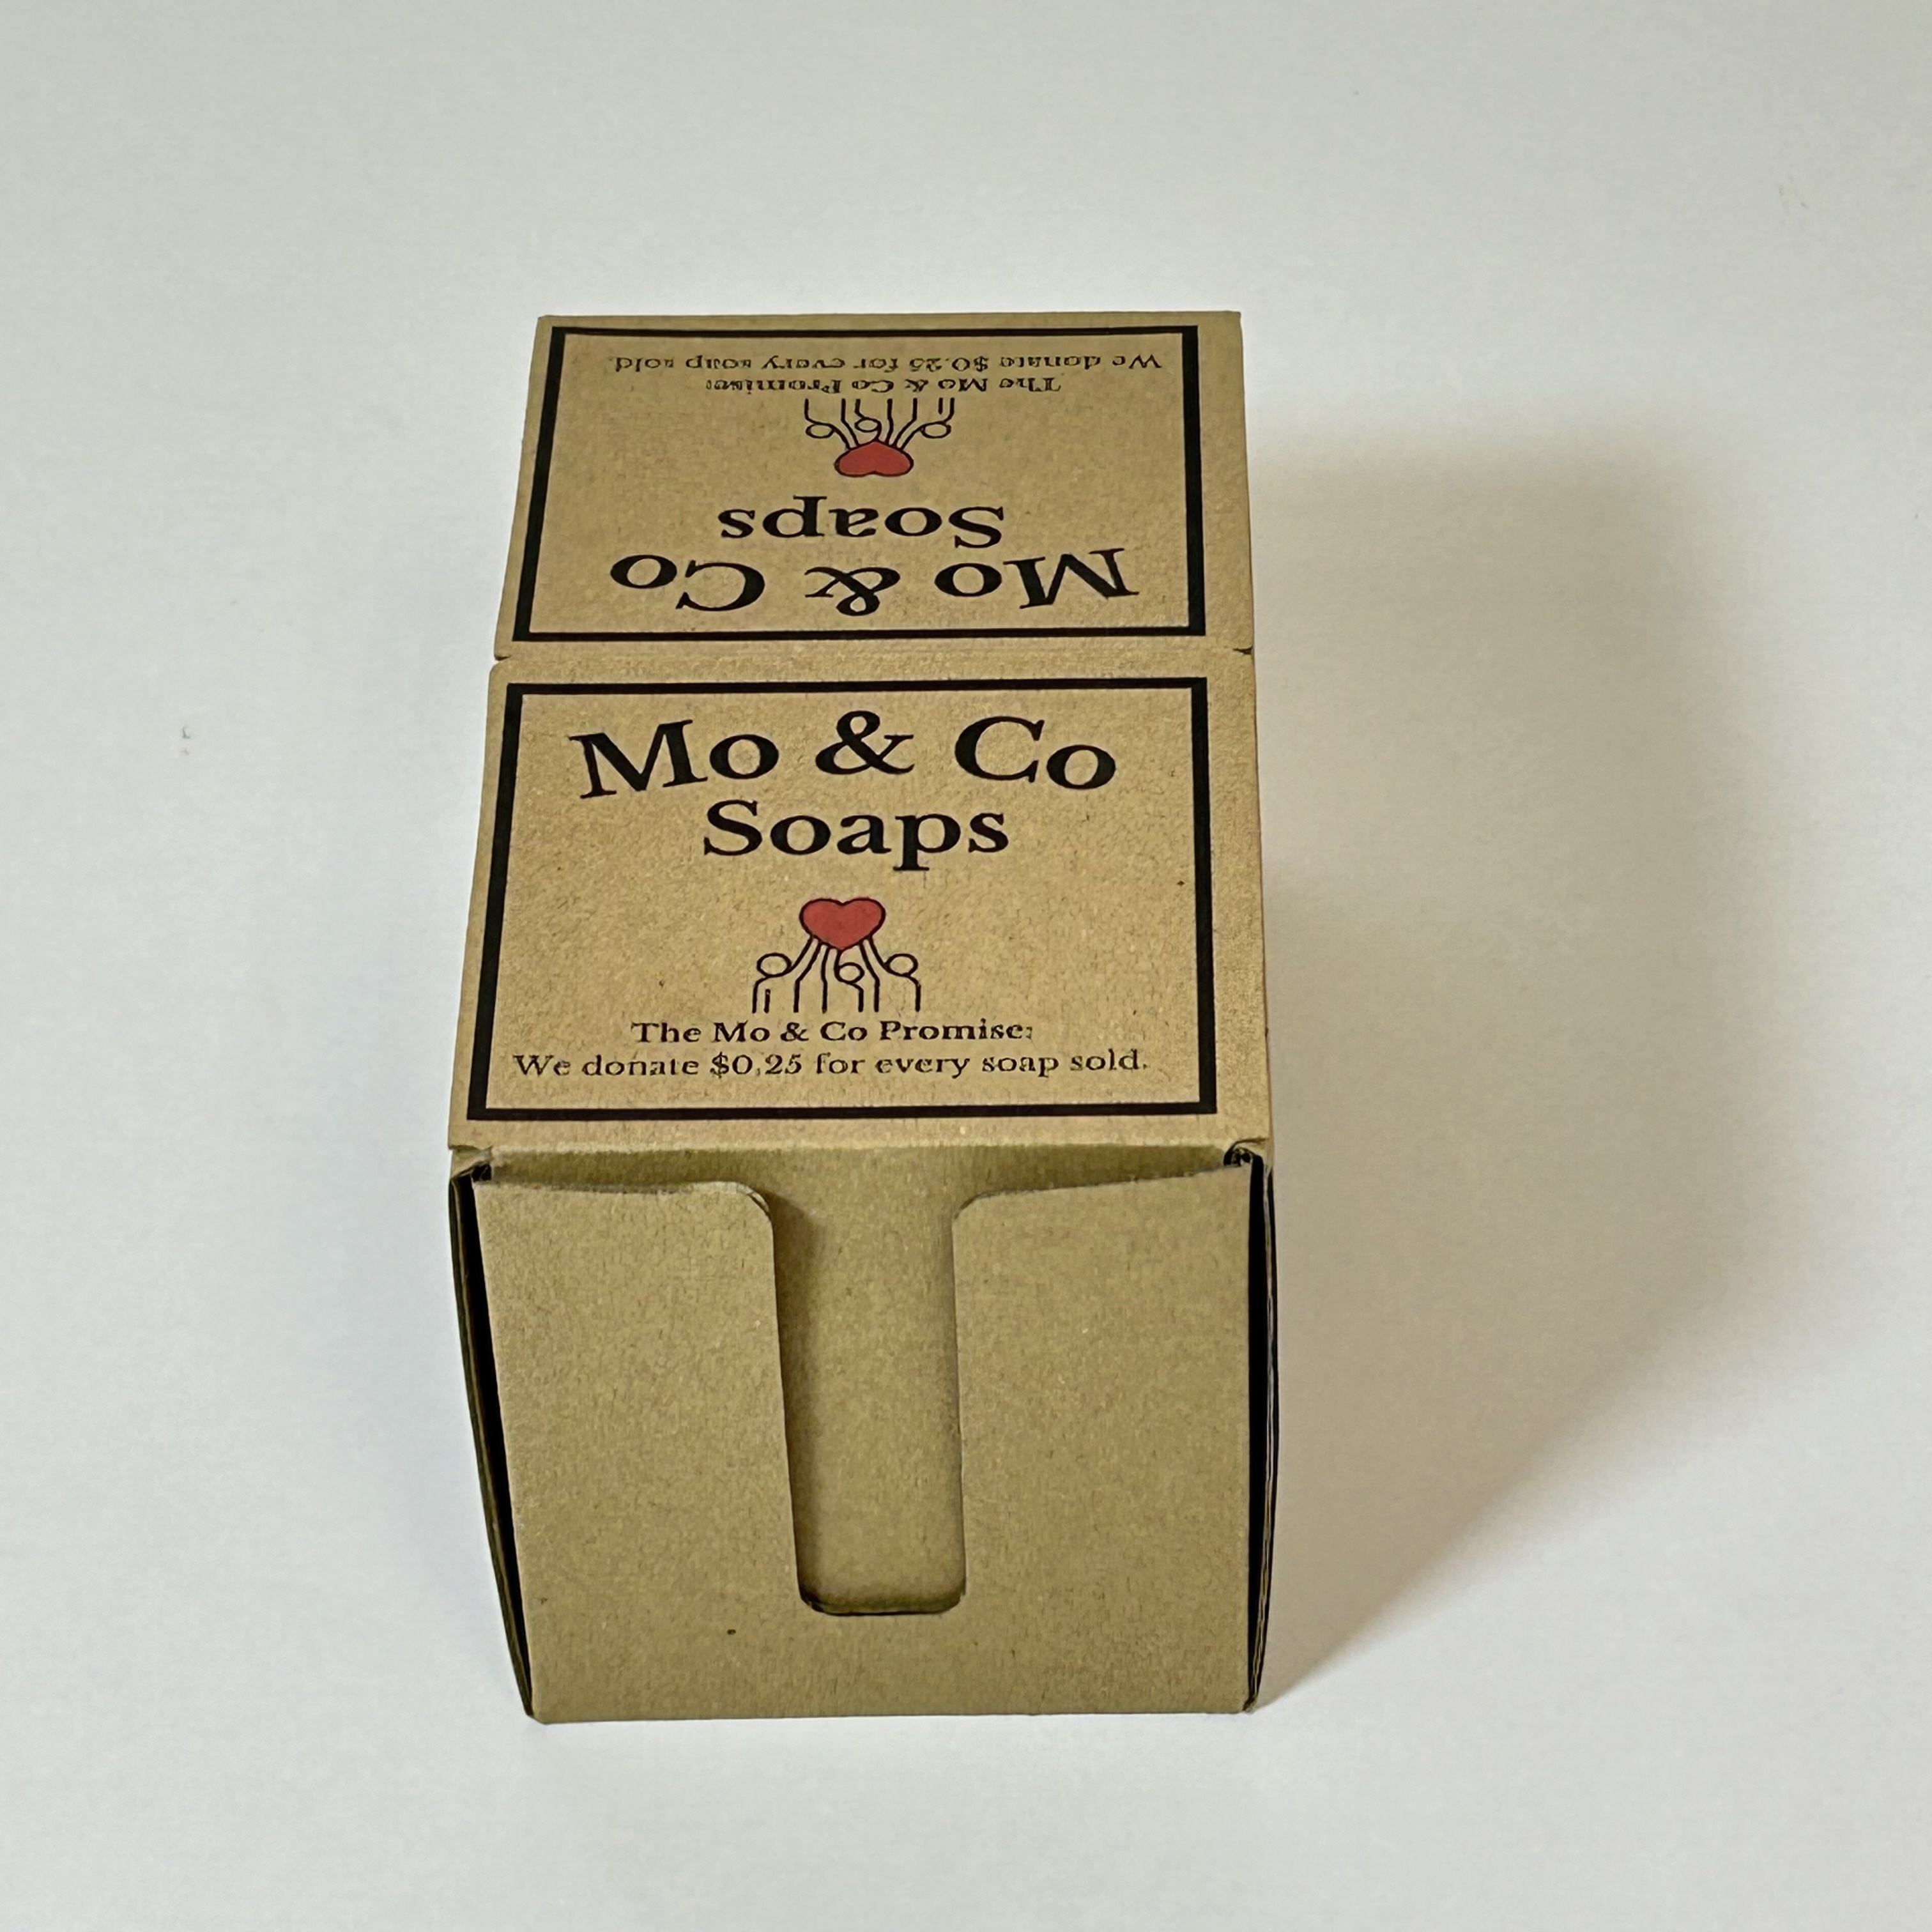 We donate $0.25 for every soap sold.
The Mo & Co Promise:
Soaps
Mo & Co
Mo & Co
Soaps
The Mo & Co Promise:
We donate $0.25 for every soap sold.